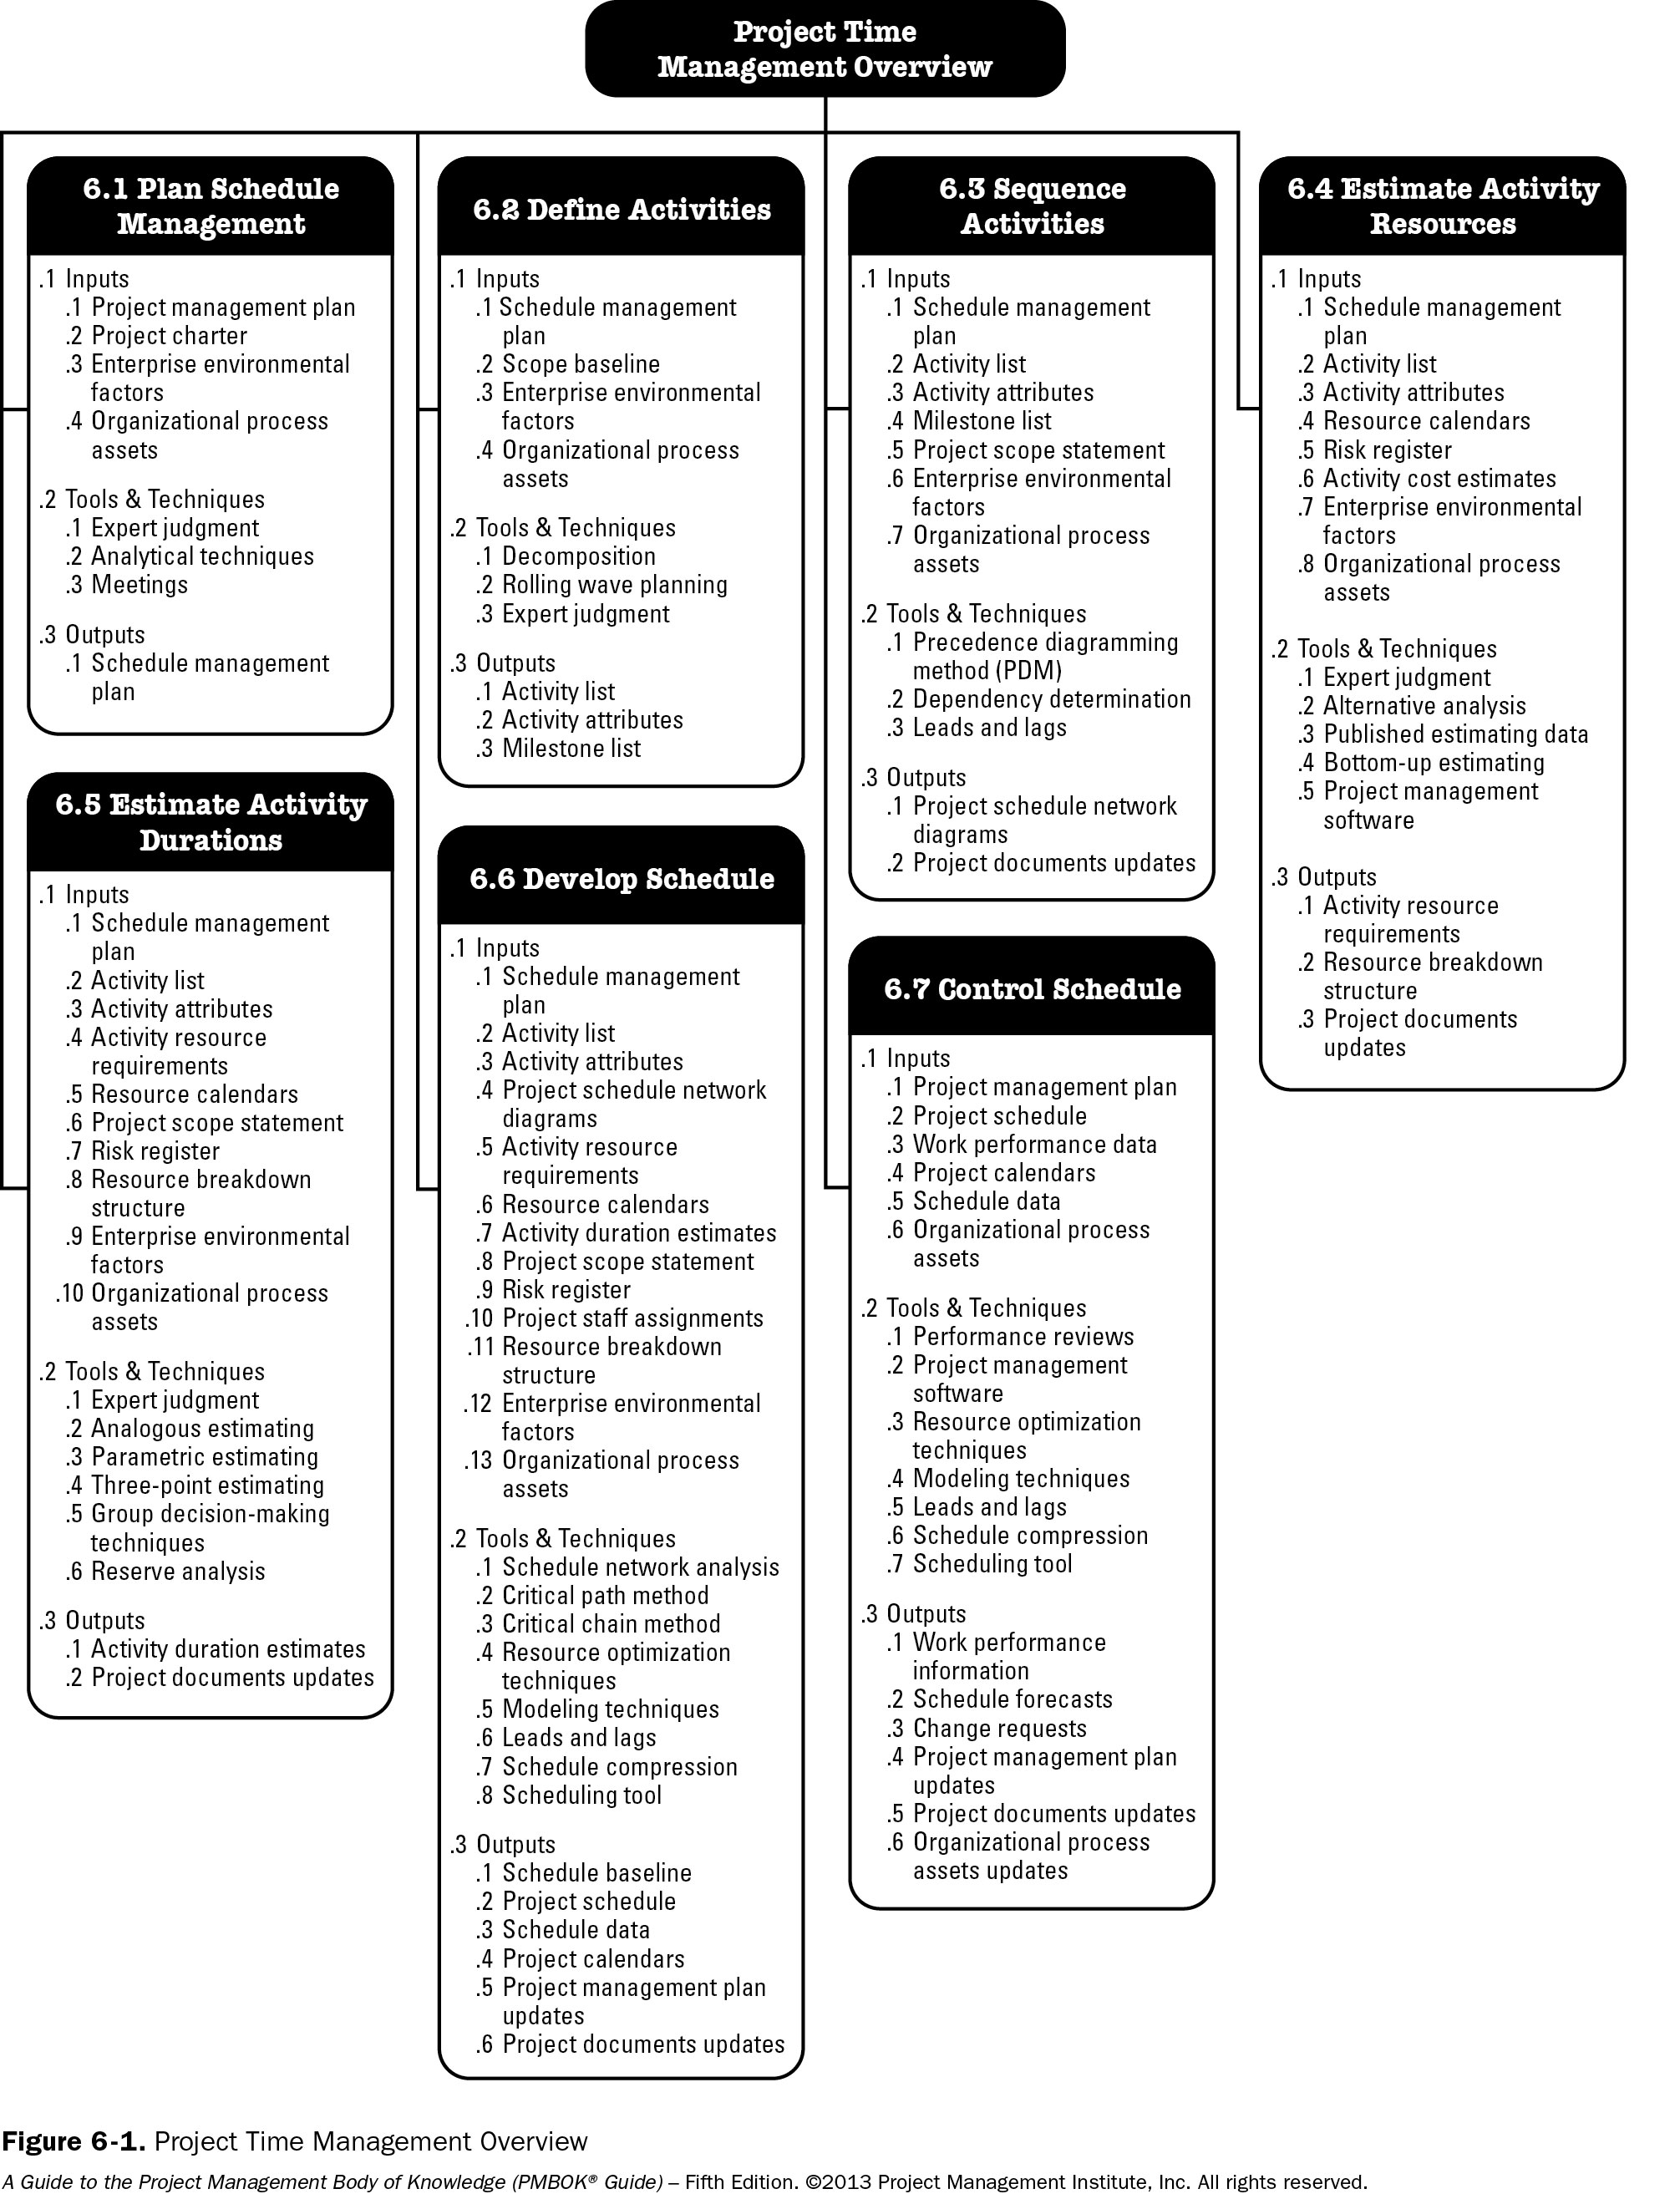 Project Time
Management Overview
6.1 Plan Schedule
Management
.1 Inputs
.1 Project management plan
.2 Project charter
.3 Enterprise environmental
factors
.4 Organizational process
assets
.2 Tools & Techniques
.1 Expert judgment
.2 Analytical techniques
.3 Meetings
.3 Outputs
.1 Schedule management
plan
6.2 Define Activities
.1 Inputs
.1 Schedule management
plan
.2 Scope baseline
.3 Enterprise environmental
factors
.4 Organizational process
assets
.2 Tools & Techniques
.1 Decomposition
.2 Rolling wave planning
.3 Expert judgment
.3 Outputs
.1 Activity list
.2 Activity attributes
.3 Milestone list
6.3 Sequence
Activities
.1 Inputs
.1 Schedule management
plan
.2 Activity list
.3 Activity attributes
.4 Milestone list
.5 Project scope statement
.6 Enterprise environmental
factors
.7 Organizational process
assets
.2 Tools & Techniques
.1 Precedence diagramming
method (PDM)
.2 Dependency determination
.3 Leads and lags
.3 Outputs
.1 Project schedule network
diagrams
.2 Project documents updates
6.4 Estimate Activity
Resources
.1 Inputs
.1 Schedule management
plan
.2 Activity list
.3 Activity attributes
.4 Resource calendars
.5 Risk register
.6 Activity cost estimates
.7 Enterprise environmental
factors
.8 Organizational process
assets
.2 Tools & Techniques
.1 Expert judgment
.2 Alternative analysis
.3 Published estimating data
.4 Bottom-up estimating
.5 Project management
software
.3 Outputs
.1 Activity resource
requirements
.2 Resource breakdown
structure
.3 Project documents
updates
6.5 Estimate Activity
Durations
.1 Inputs
.1 Schedule management
plan
.2 Activity list
.3 Activity attributes
.4 Activity resource
requirements
.5 Resource calendars
.6 Project scope statement
.7 Risk register
.8 Resource breakdown
structure
.9 Enterprise environmental
factors
.10 Organizational process
assets
.2 Tools & Techniques
.1 Expert judgment
.2 Analogous estimating
.3 Parametric estimating
.4 Three-point estimating
.5 Group decision-making
techniques
.6 Reserve analysis
.3 Outputs
.1 Activity duration estimates
.2 Project documents updates
6.6 Develop Schedule
.1 Inputs
.1 Schedule management
plan
.2 Activity list
.3 Activity attributes
.4 Project schedule network
diagrams
.5 Activity resource
requirements
.6 Resource calendars
.7 Activity duration estimates
.8 Project scope statement
.9 Risk register
.10 Project staff assignments
.11 Resource breakdown
structure
.12 Enterprise environmental
factors
.13 Organizational process
assets
.2 Tools & Techniques
.1 Schedule network analysis
.2 Critical path method
.3 Critical chain method
.4 Resource optimization
techniques
.5 Modeling techniques
.6 Leads and lags
.7 Schedule compression
.8 Scheduling tool
.3 Outputs
.1 Schedule baseline
.2 Project schedule
.3 Schedule data
.4 Project calendars
.5 Project management plan
updates
.6 Project documents updates
6.7 Control Schedule
.1 Inputs
.1 Project management plan
.2 Project schedule
.3 Work performance data
.4 Project calendars
.5 Schedule data
.6 Organizational process
assets
.2 Tools & Techniques
.1 Performance reviews
.2 Project management
software
.3 Resource optimization
techniques
.4 Modeling techniques
.5 Leads and lags
.6 Schedule compression
.7 Scheduling tool
.3 Outputs
.1 Work performance
information
.2 Schedule forecasts
.3 Change requests
.4 Project management plan
updates
.5 Project documents updates
.6 Organizational process
assets updates
Figure 6-1. Project Time Management Overview
A Guide to the Project Management Body of Knowledge (PMBOK® Guide) – Fifth Edition. ©2013 Project Management Institute, Inc. All rights reserved.